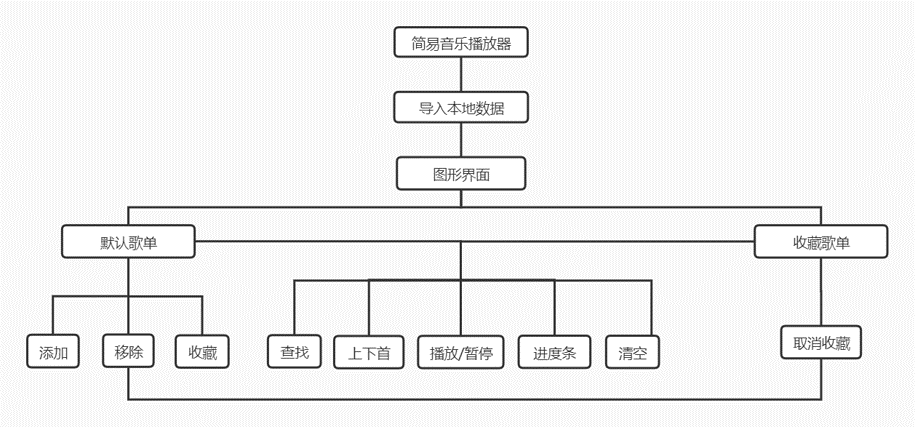 简易音乐播放器
导入本地数据
图形界面
默认歌单
收藏歌单
添加
移除
收藏
查找
上下首
播放/暂停
进度条
清空
取消收藏